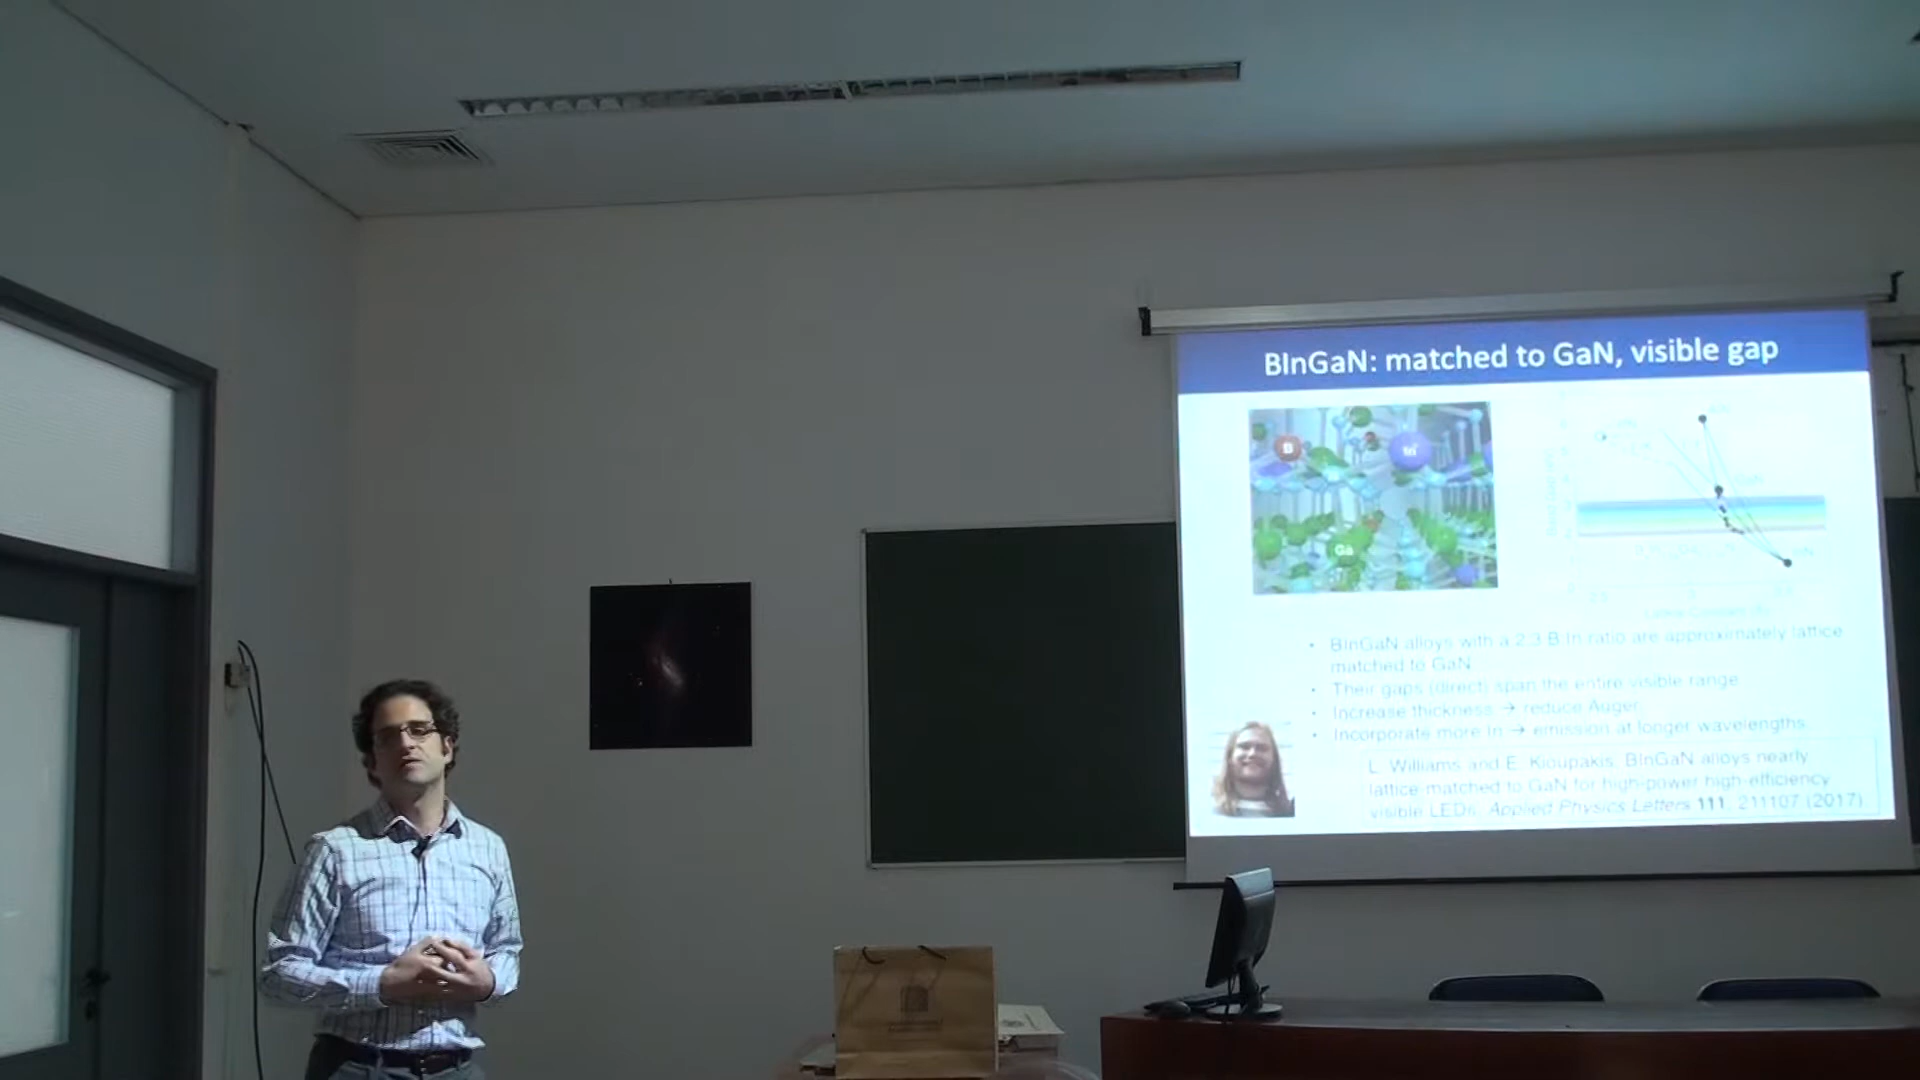 BInGaN: matched to GaN, visible gap
B
In
Ga
• BInGaN alloys with a 2:3 B:In ratio are approximately lattice
matched to GaN
• Their gaps (direct) span the entire visible range
• Increase thickness → reduce Auger
• Incorporate more In → emission at longer wavelengths
L. Williams and E. Kioupakis, BInGaN alloys nearly
lattice matched to GaN for high-power high-efficiency
visible LEDs, Applied Physics Letters 111, 211107 (2017)